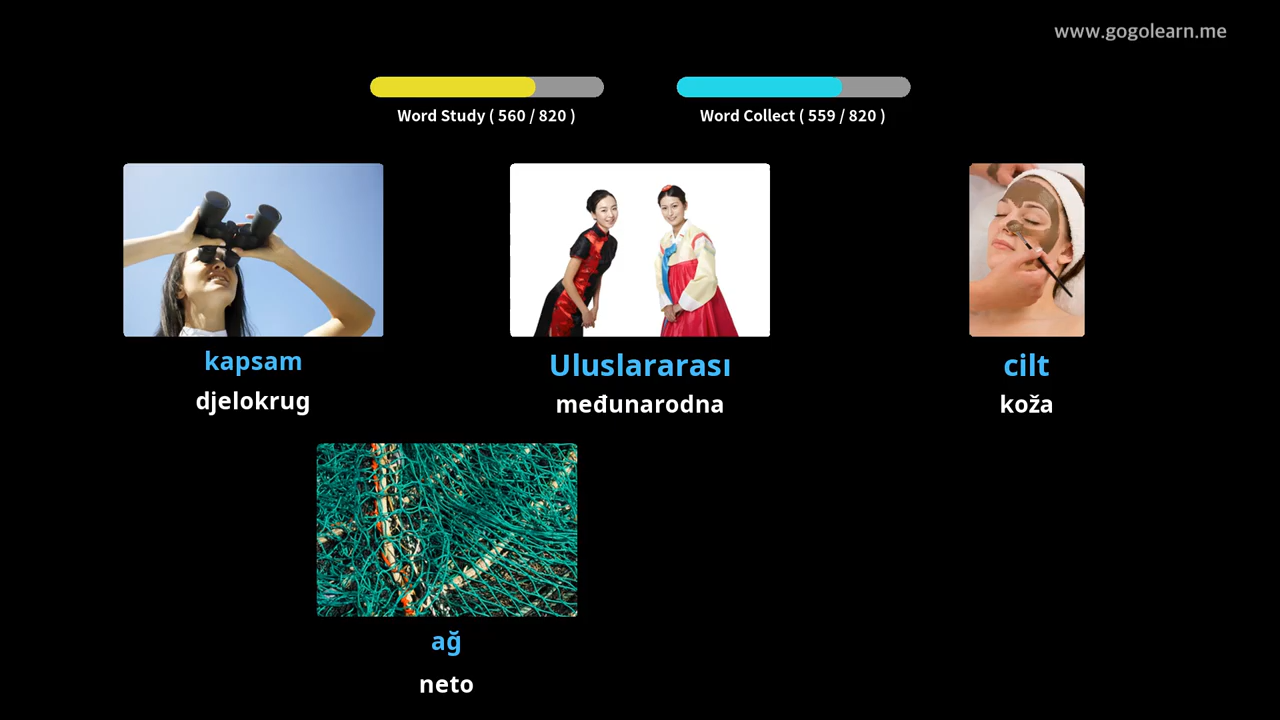 www.gogolearn.me
Word Study ( 560 / 820 )
Word Collect ( 559 / 820 )
kapsam
djelokrug
Uluslararası
međunarodna
cilt
koža
ağ
neto